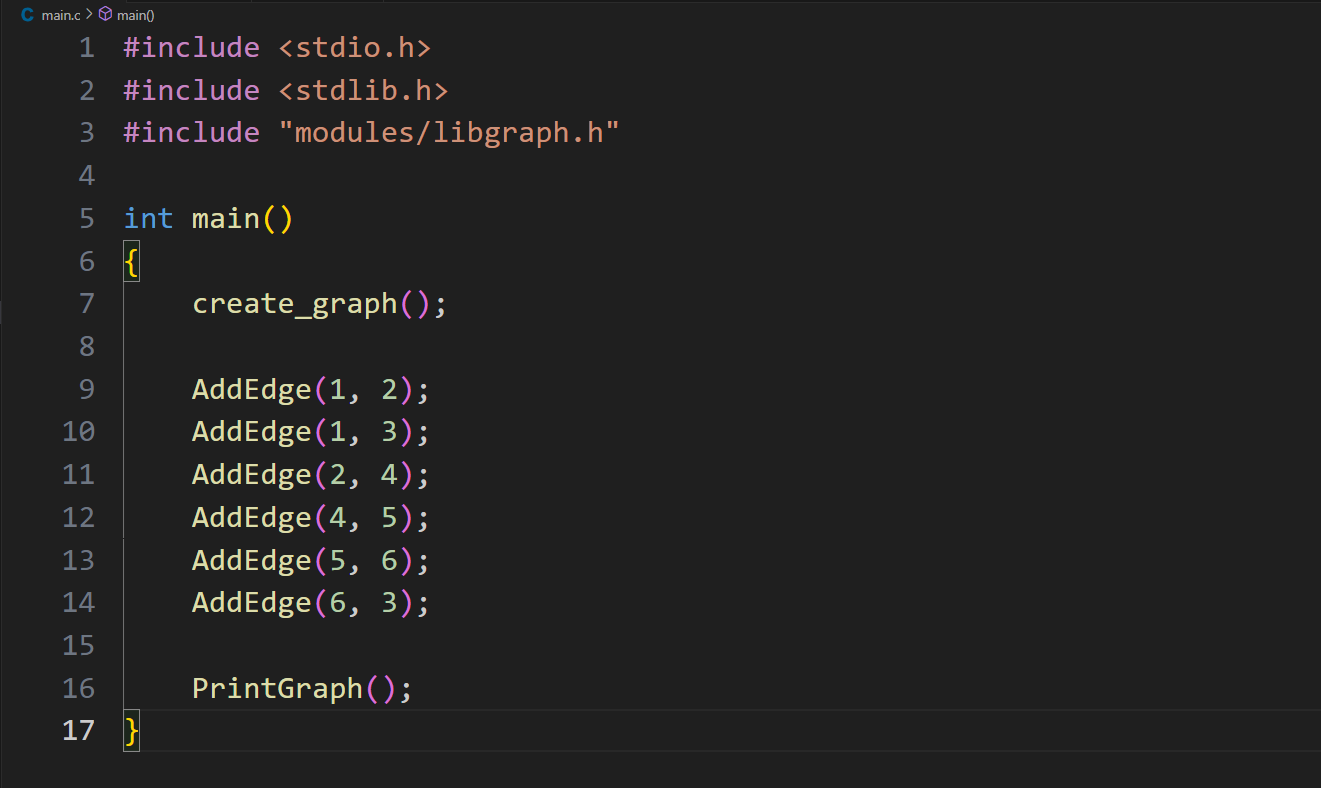 C main.c > main()
1 #include <stdio.h>
2 #include <stdlib.h>
3 #include "modules/libgraph.h"
4
5 int main()
6 {
7     create_graph();
8
9     AddEdge(1, 2);
10     AddEdge(1, 3);
11     AddEdge(2, 4);
12     AddEdge(4, 5);
13     AddEdge(5, 6);
14     AddEdge(6, 3);
15
16     PrintGraph();
17 }